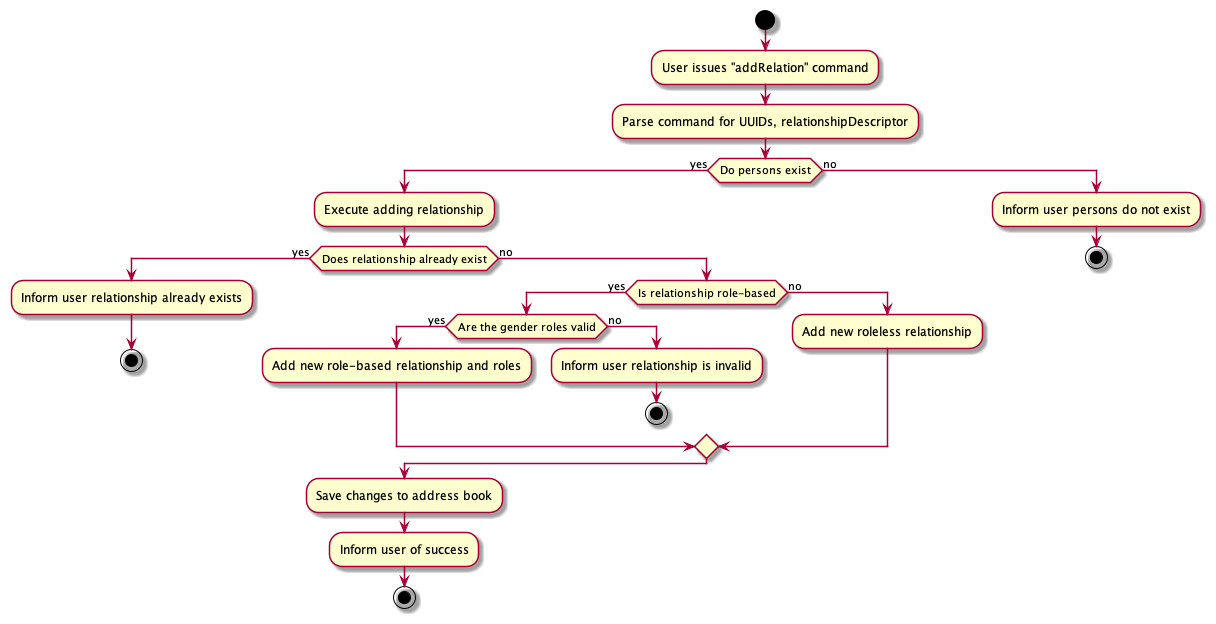 User issues "addRelation" command
Parse command for UUIDs, relationshipDescriptor
yes
Do persons exist
no
Execute adding relationship
Inform user persons do not exist
yes
Does relationship already exist
no
Inform user relationship already exists
yes
Is relationship role-based
no
yes
Are the gender roles valid
no
Add new roleless relationship
Add new role-based relationship and roles
Inform user relationship is invalid
Save changes to address book
Inform user of success